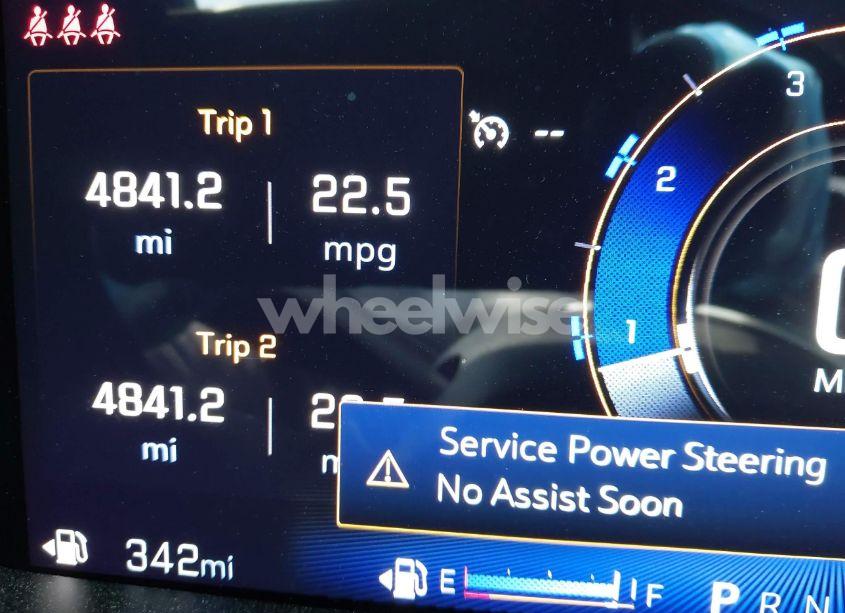 Trip 1
4841.2
22.5
mi
mpg
--
3
2
1
wheelwise
Trip 2
4841.2
mi
Service Power Steering
No Assist Soon
342mi
E
F
P R N